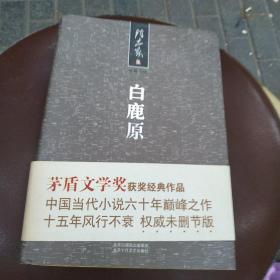 白鹿原
茅盾文学奖获奖经典作品
中国当代小说六十年巅峰之作
十五年风行不衰 权威未删节版